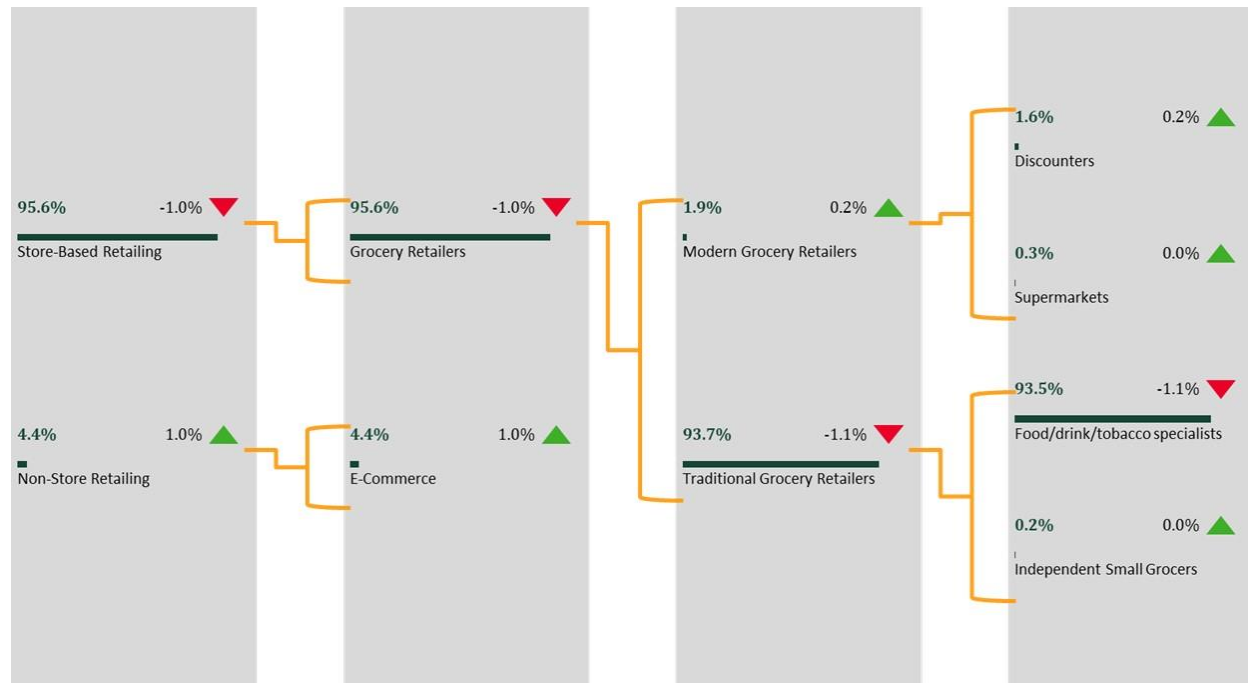 95.6% -1.0%
Store-Based Retailing
4.4% 1.0%
Non-Store Retailing
95.6% -1.0%
Grocery Retailers
4.4% 1.0%
E-Commerce
1.9% 0.2%
Modern Grocery Retailers
93.7% -1.1%
Traditional Grocery Retailers
1.6% 0.2%
Discounters
0.3% 0.0%
Supermarkets
93.5% -1.1%
Food/drink/tobacco specialists
0.2% 0.0%
Independent Small Grocers